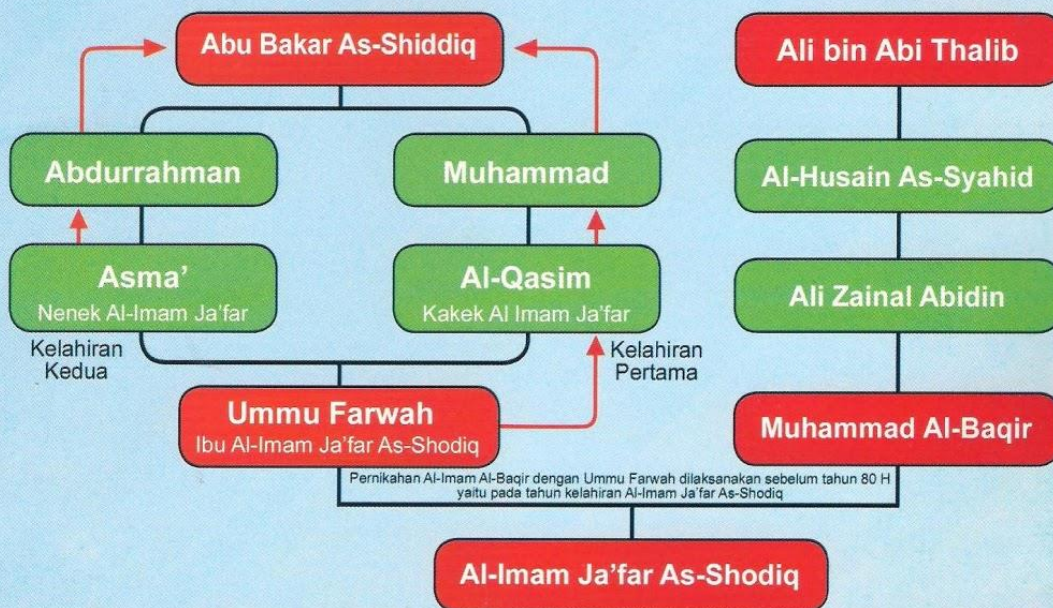 Abu Bakar As-Shiddiq
Ali bin Abi Thalib
Abdurrahman
Muhammad
Al-Husain As-Syahid
Asma’
Nenek Al-Imam Ja’far
Al-Qasim
Kakek Al Imam Ja’far
Ali Zainal Abidin
Kelahiran
Kedua
Kelahiran
Pertama
Ummu Farwah
Ibu Al-Imam Ja’far As-Shodiq
Muhammad Al-Baqir
Pernikahan Al-Imam Al-Baqir dengan Ummu Farwah dilaksanakan sebelum tahun 80 H
yaitu pada tahun kelahiran Al-Imam Ja’far As-Shodiq
Al-Imam Ja’far As-Shodiq